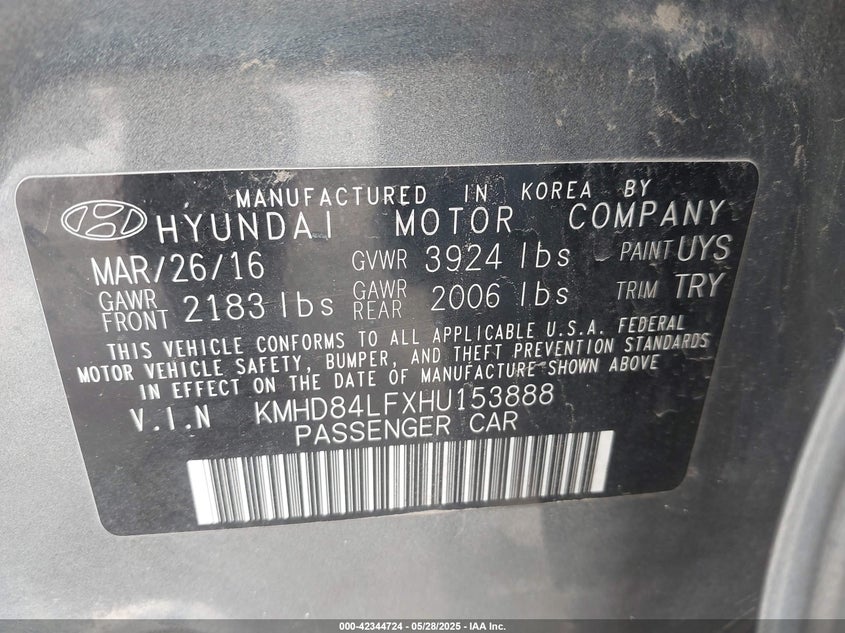 MANUFACTURED IN KOREA BY
HYUNDAI MOTOR COMPANY
MAR/26/16 GVWR 3924 lbs PAINT UYS
GAWR FRONT 2183 lbs GAWR REAR 2006 lbs TRIM TRY
THIS VEHICLE CONFORMS TO ALL APPLICABLE U.S.A. FEDERAL
MOTOR VEHICLE SAFETY, BUMPER, AND THEFT PREVENTION STANDARDS
IN EFFECT ON THE DATE OF MANUFACTURE SHOWN ABOVE
V.I.N KMHD84LFXHU153888
PASSENGER CAR
000-42344724 — 05/28/2025 - IAA Inc.